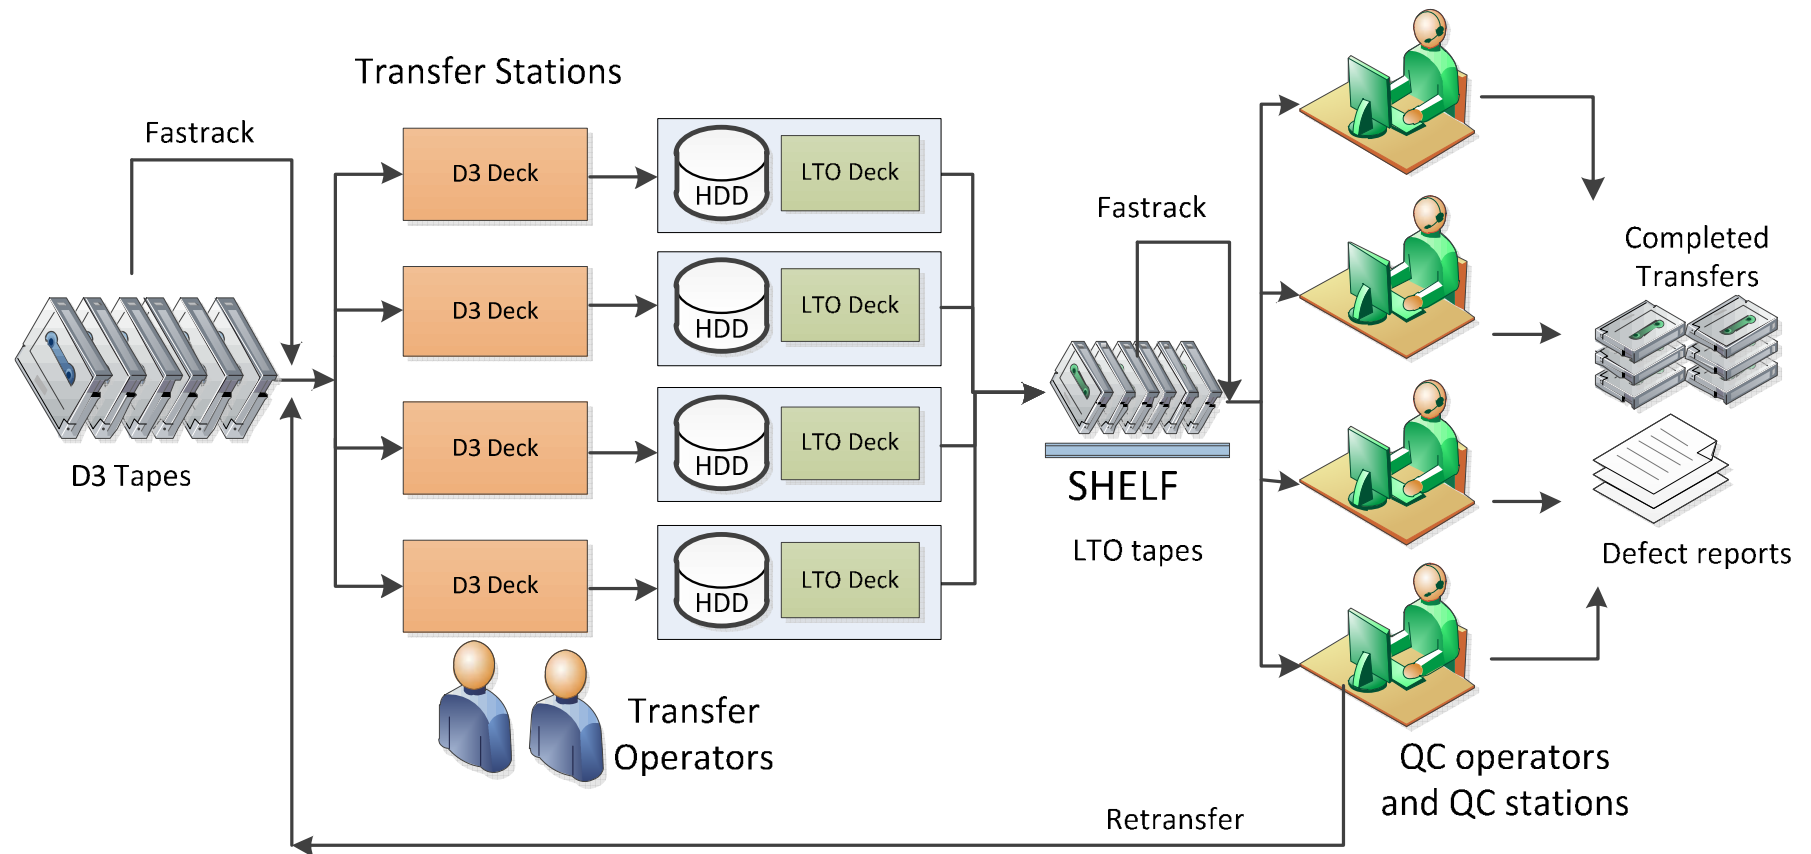 Transfer Stations
Fastrack
D3 Deck
HDD
LTO Deck
Fastrack
D3 Deck
HDD
LTO Deck
Completed
Transfers
D3 Deck
HDD
LTO Deck
D3 Tapes
SHELF
LTO tapes
Defect reports
D3 Deck
HDD
LTO Deck
Transfer
Operators
QC operators
and QC stations
Retransfer